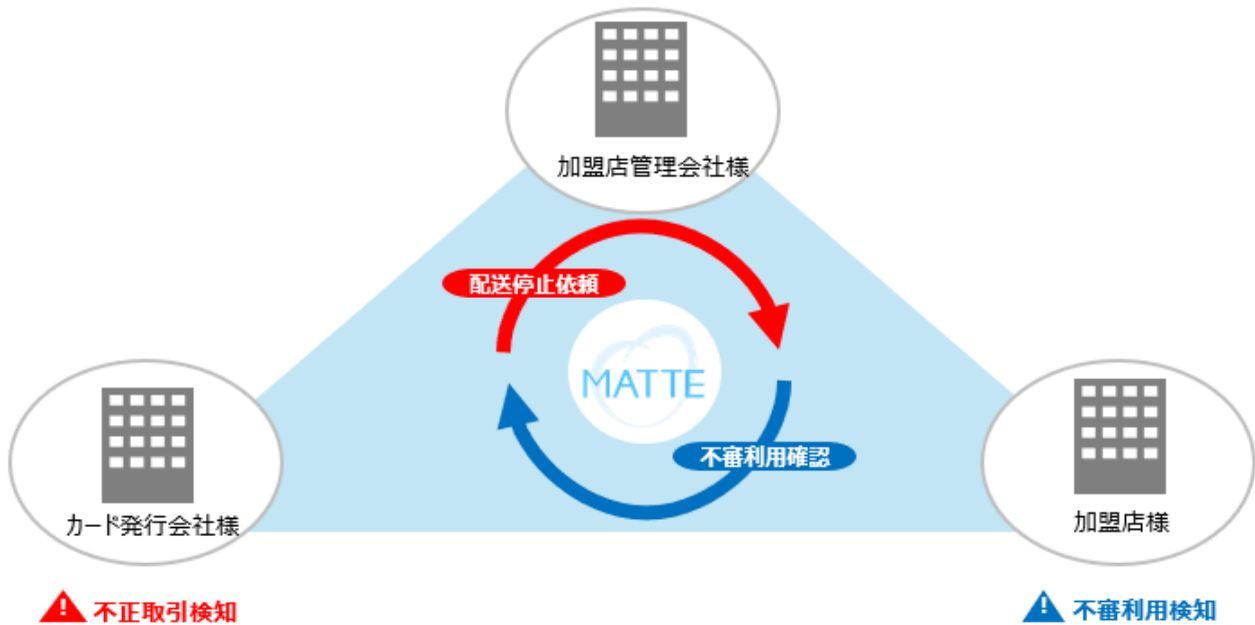 加盟店管理会社様
配送停止依頼
MATTE
不審利用確認
カード発行会社様
加盟店様
不正取引検知
不審利用検知